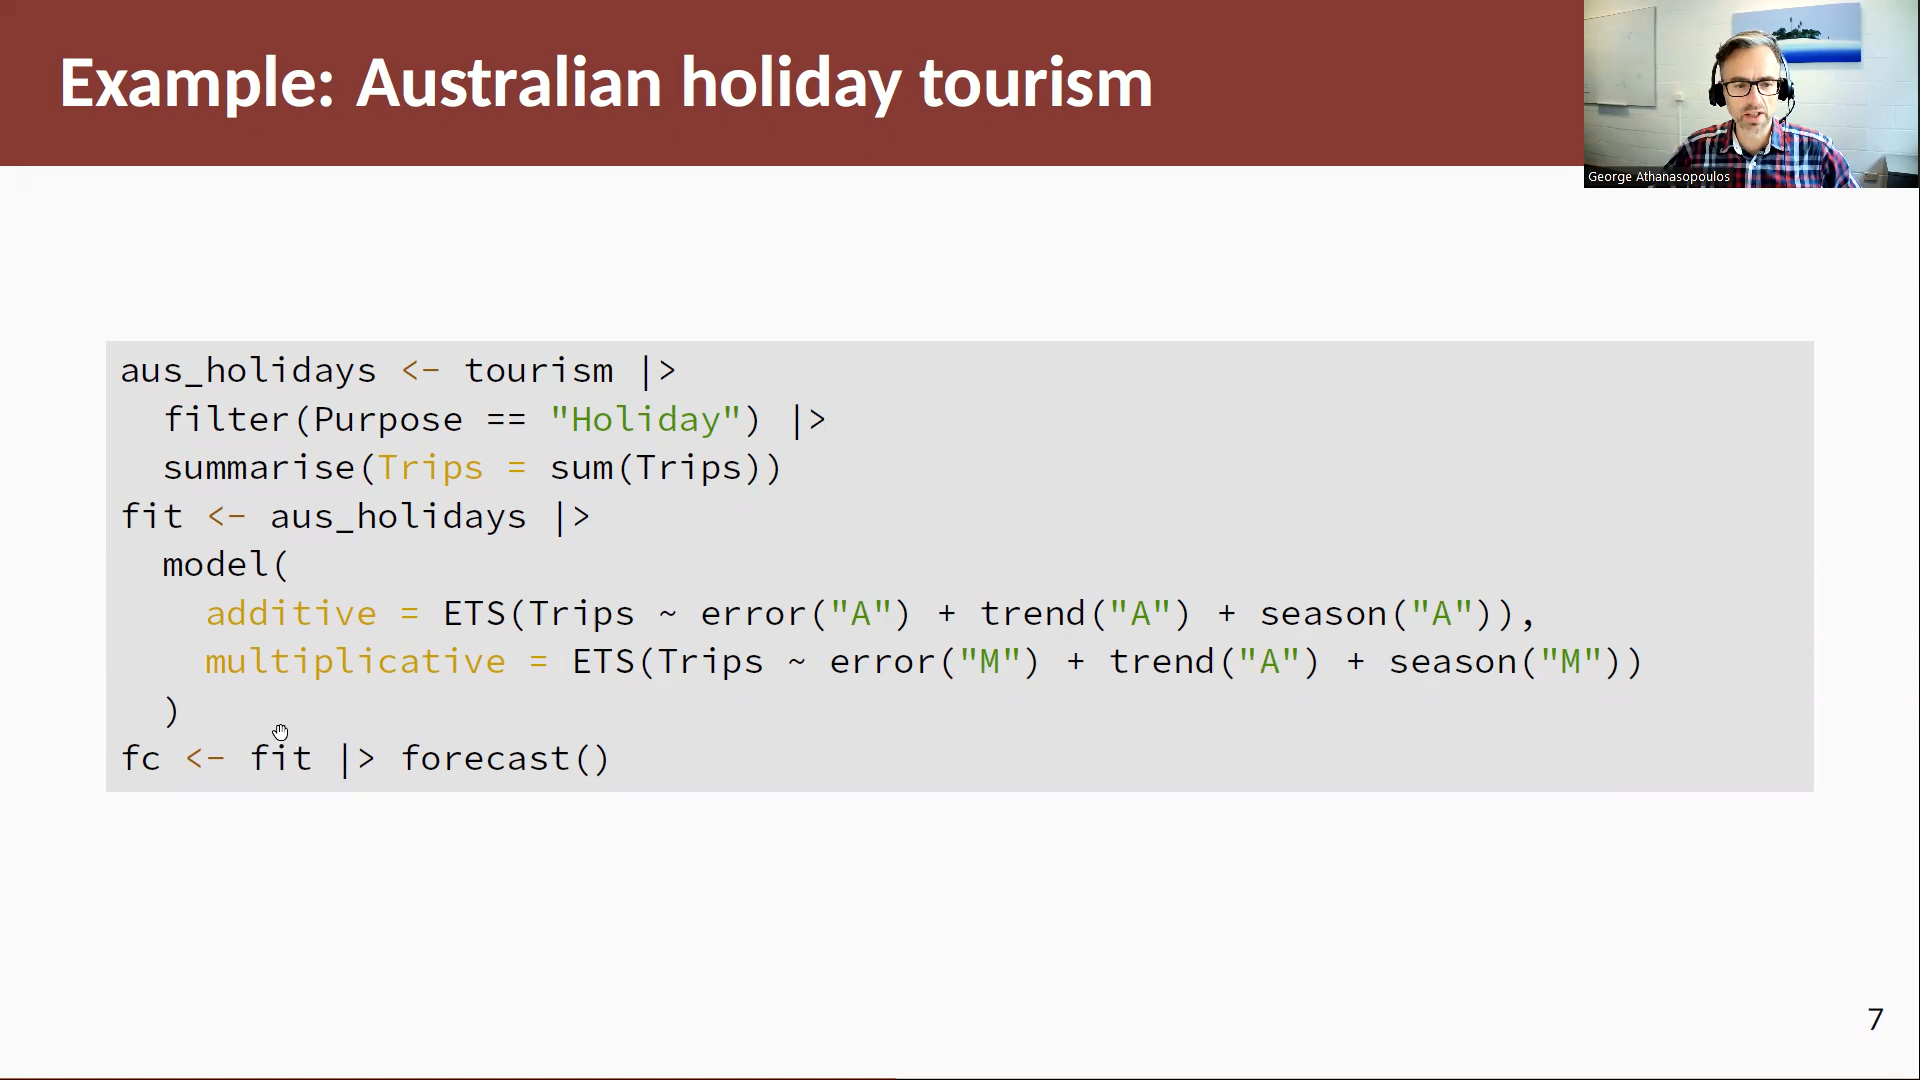 Example: Australian holiday tourism
George Athanasopoulos
aus_holidays <- tourism |>
  filter(Purpose == "Holiday") |>
  summarise(Trips = sum(Trips))
fit <- aus_holidays |>
  model(
    additive = ETS(Trips ~ error("A") + trend("A") + season("A")),
    multiplicative = ETS(Trips ~ error("M") + trend("A") + season("M"))
  )
fc <- fit |> forecast()
7